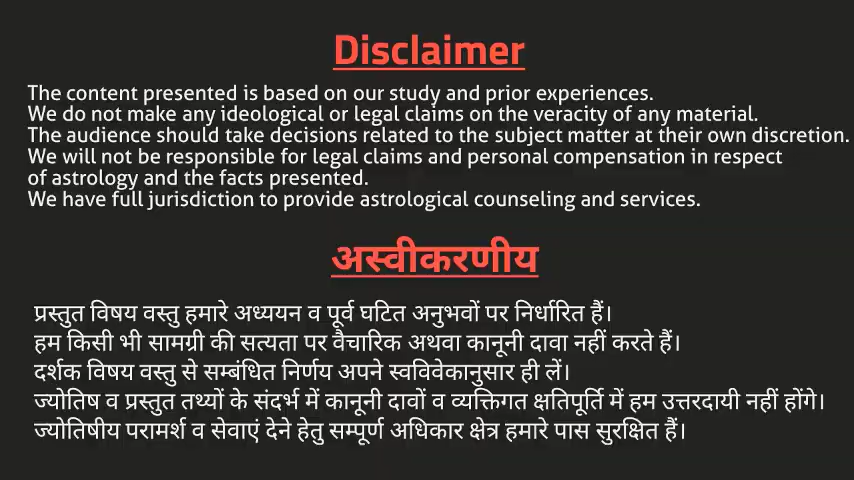 Disclaimer
The content presented is based on our study and prior experiences.
We do not make any ideological or legal claims on the veracity of any material.
The audience should take decisions related to the subject matter at their own discretion.
We will not be responsible for legal claims and personal compensation in respect
of astrology and the facts presented.
We have full jurisdiction to provide astrological counseling and services.
अस्वीकरणीय
प्रस्तुत विषय वस्तु हमारे अध्ययन व पूर्व घटित अनुभवों पर निर्धारित हैं।
हम किसी भी सामग्री की सत्यता पर वैचारिक अथवा कानूनी दावा नहीं करते हैं।
दर्शक विषय वस्तु से सम्बंधित निर्णय अपने स्वविवेकानुसार ही लें।
ज्योतिष व प्रस्तुत तथ्यों के संदर्भ में कानूनी दावों व व्यक्तिगत क्षतिपूर्ति में हम उत्तरदायी नहीं होंगे।
ज्योतिषीय परामर्श व सेवाएं देने हेतु सम्पूर्ण अधिकार क्षेत्र हमारे पास सुरक्षित हैं।